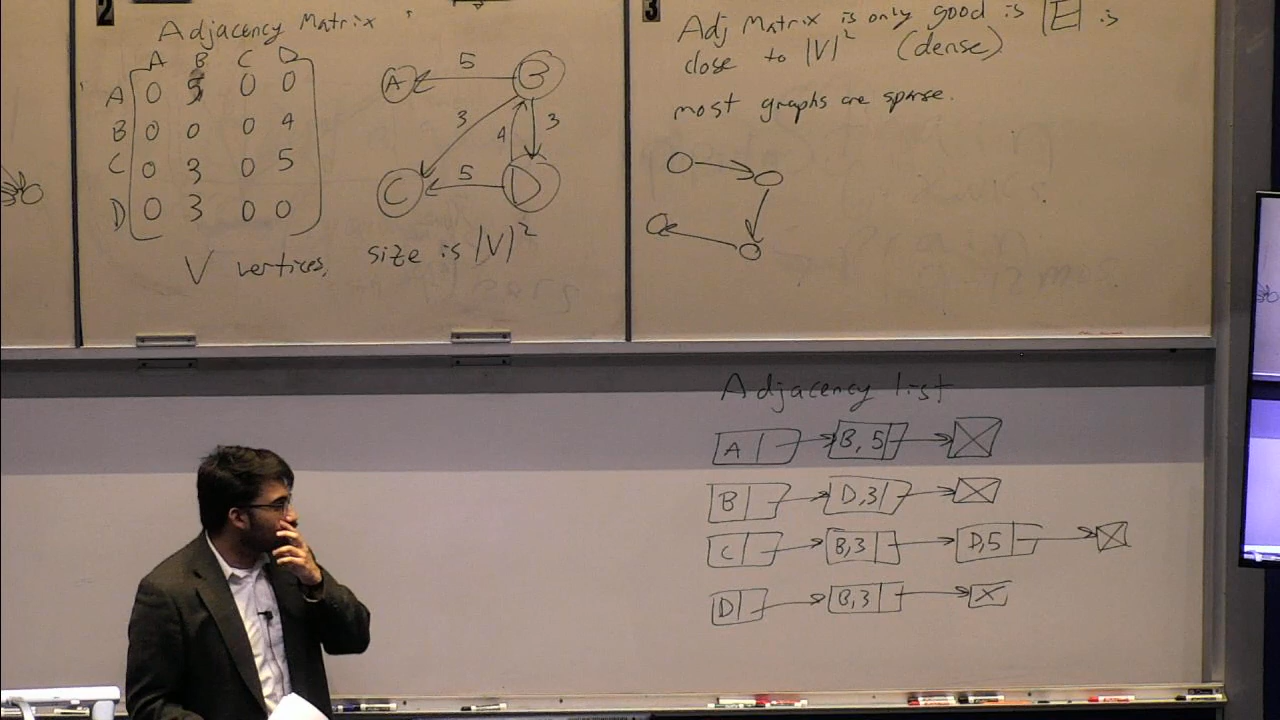 2
Adjacency Matrix
A B C D
A 0 5 0 0
B 0 0 0 4
C 0 3 0 5
D 0 3 0 0
A 5 B
3 4 3
C 5 D
V vertices, size is |V|²
3
Adj Matrix is only good is |E| is
close to |V|² (dense)
most graphs are sparse.
Adjacency list
A B, 5
B D,3
C B,3 D,5
D B,3